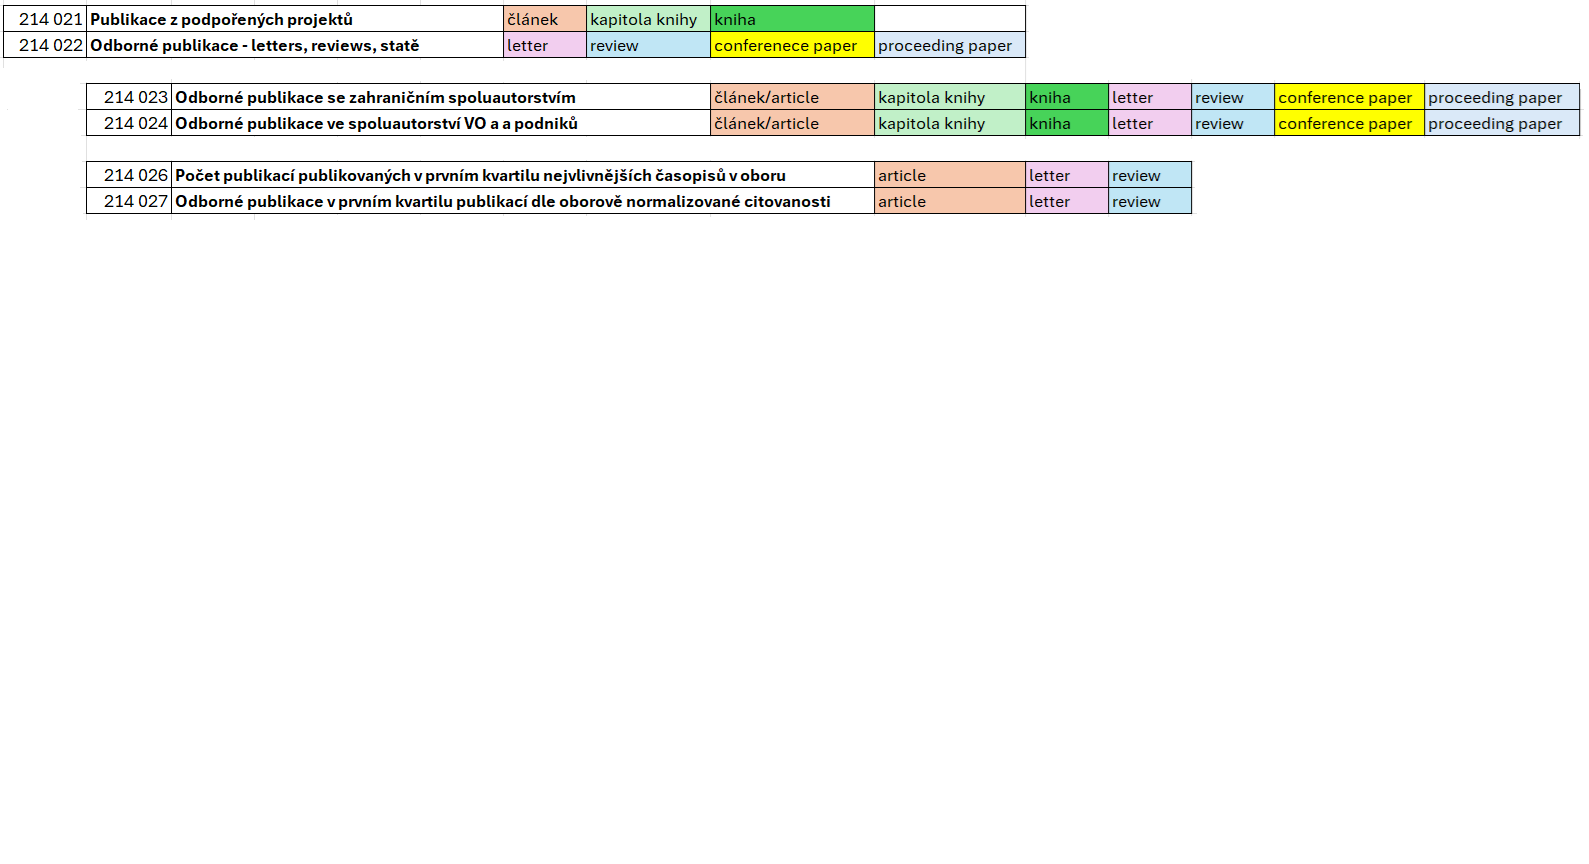 214 021 Publikace z podpořených projektů článek kapitola knihy kniha
214 022 Odborné publikace - letters, reviews, statě letter review conferenece paper proceeding paper
214 023 Odborné publikace se zahraničním spoluautorstvím článek/article kapitola knihy kniha letter review conference paper proceeding paper
214 024 Odborné publikace ve spoluautorství VO a a podniků článek/article kapitola knihy kniha letter review conference paper proceeding paper
214 026 Počet publikací publikovaných v prvním kvartilu nejvlivnějších časopisů v oboru article letter review
214 027 Odborné publikace v prvním kvartilu publikací dle oborově normalizované citovanosti article letter review